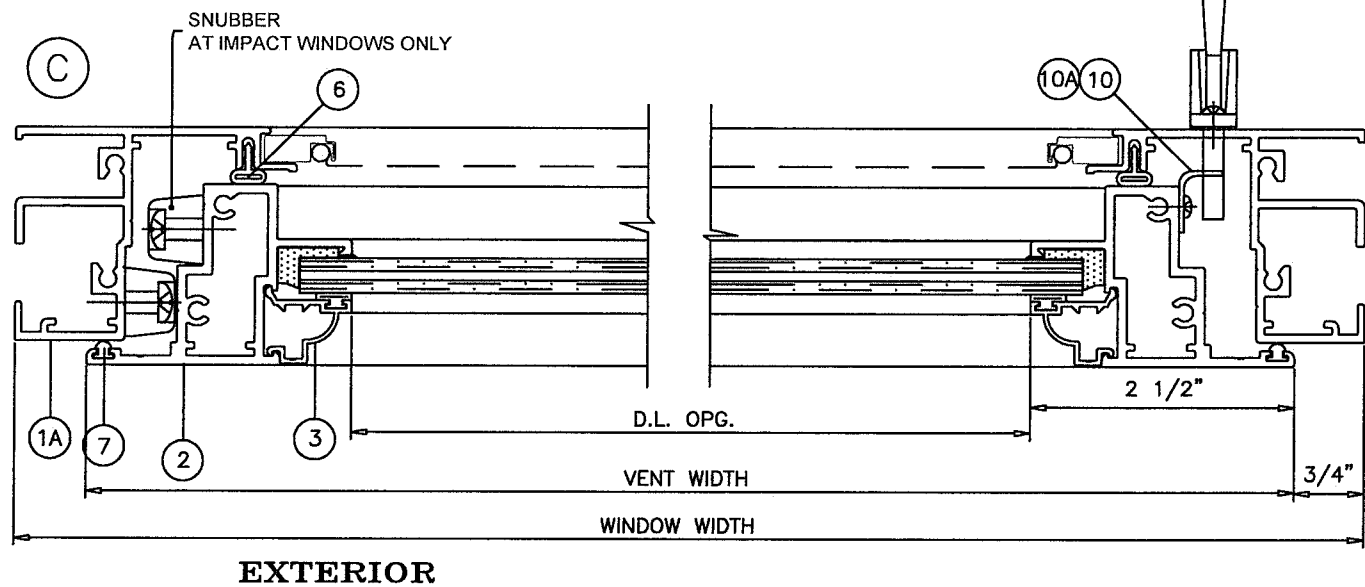 SNUBBER
AT IMPACT WINDOWS ONLY
C
6
10A 10
1A
7
2
3
2 1/2"
D.L. OPG.
VENT WIDTH
3/4"
WINDOW WIDTH
EXTERIOR